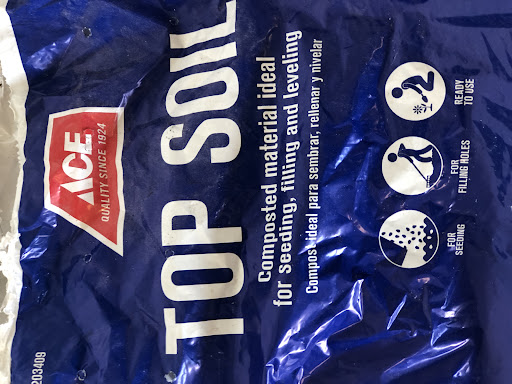 ACE
QUALITY SINCE 1924
TOP SOIL
Composted material ideal
for seeding, filling and leveling
Compost ideal para sembrar, rellenar y nivelar
FOR
SEEDING
FOR
FILLING HOLES
READY
TO USE
203409